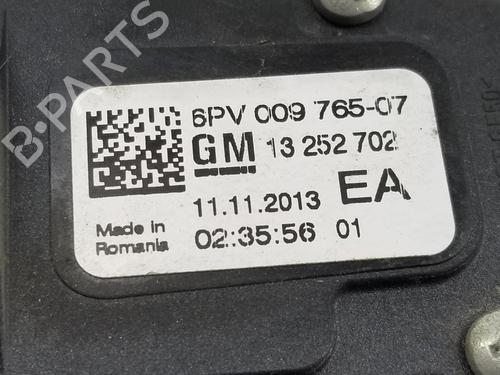 6PV 009 765-07
GM 13 252 702
11.11.2013 EA
Made in
Romania
02:35:56 01
B-PARTS